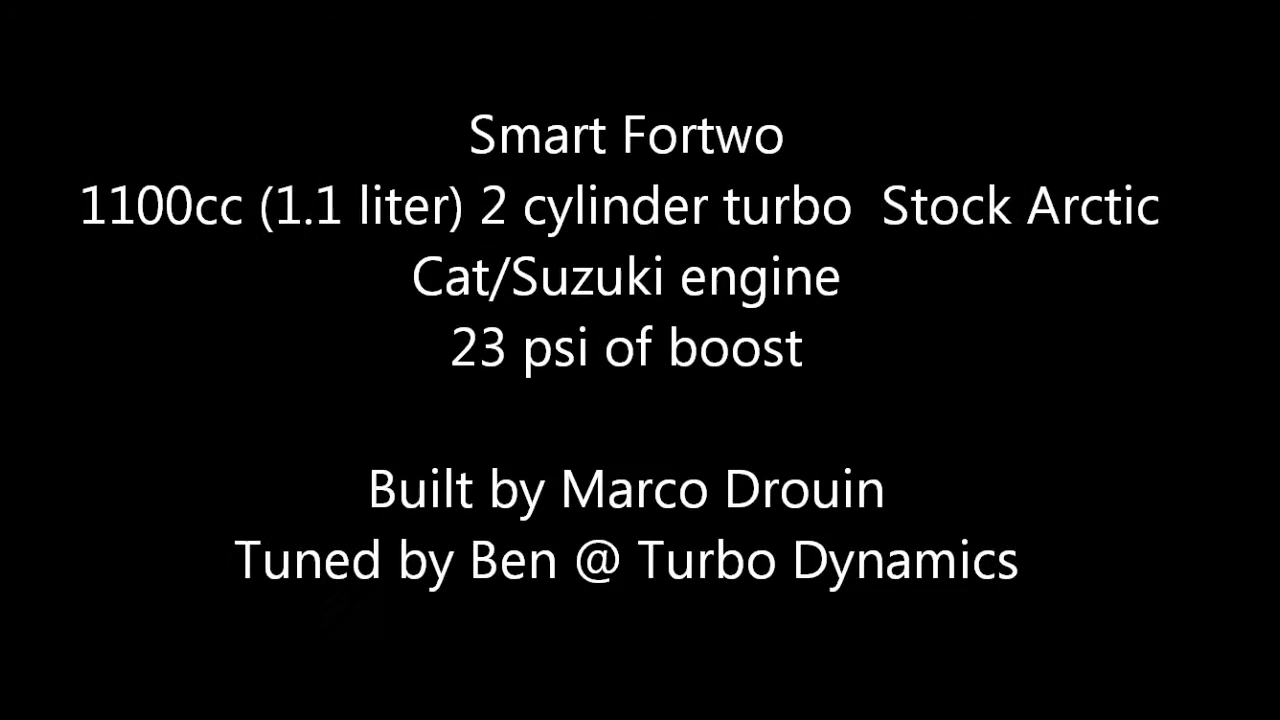 Smart Fortwo
1100cc (1.1 liter) 2 cylinder turbo  Stock Arctic
Cat/Suzuki engine
23 psi of boost
Built by Marco Drouin
Tuned by Ben @ Turbo Dynamics